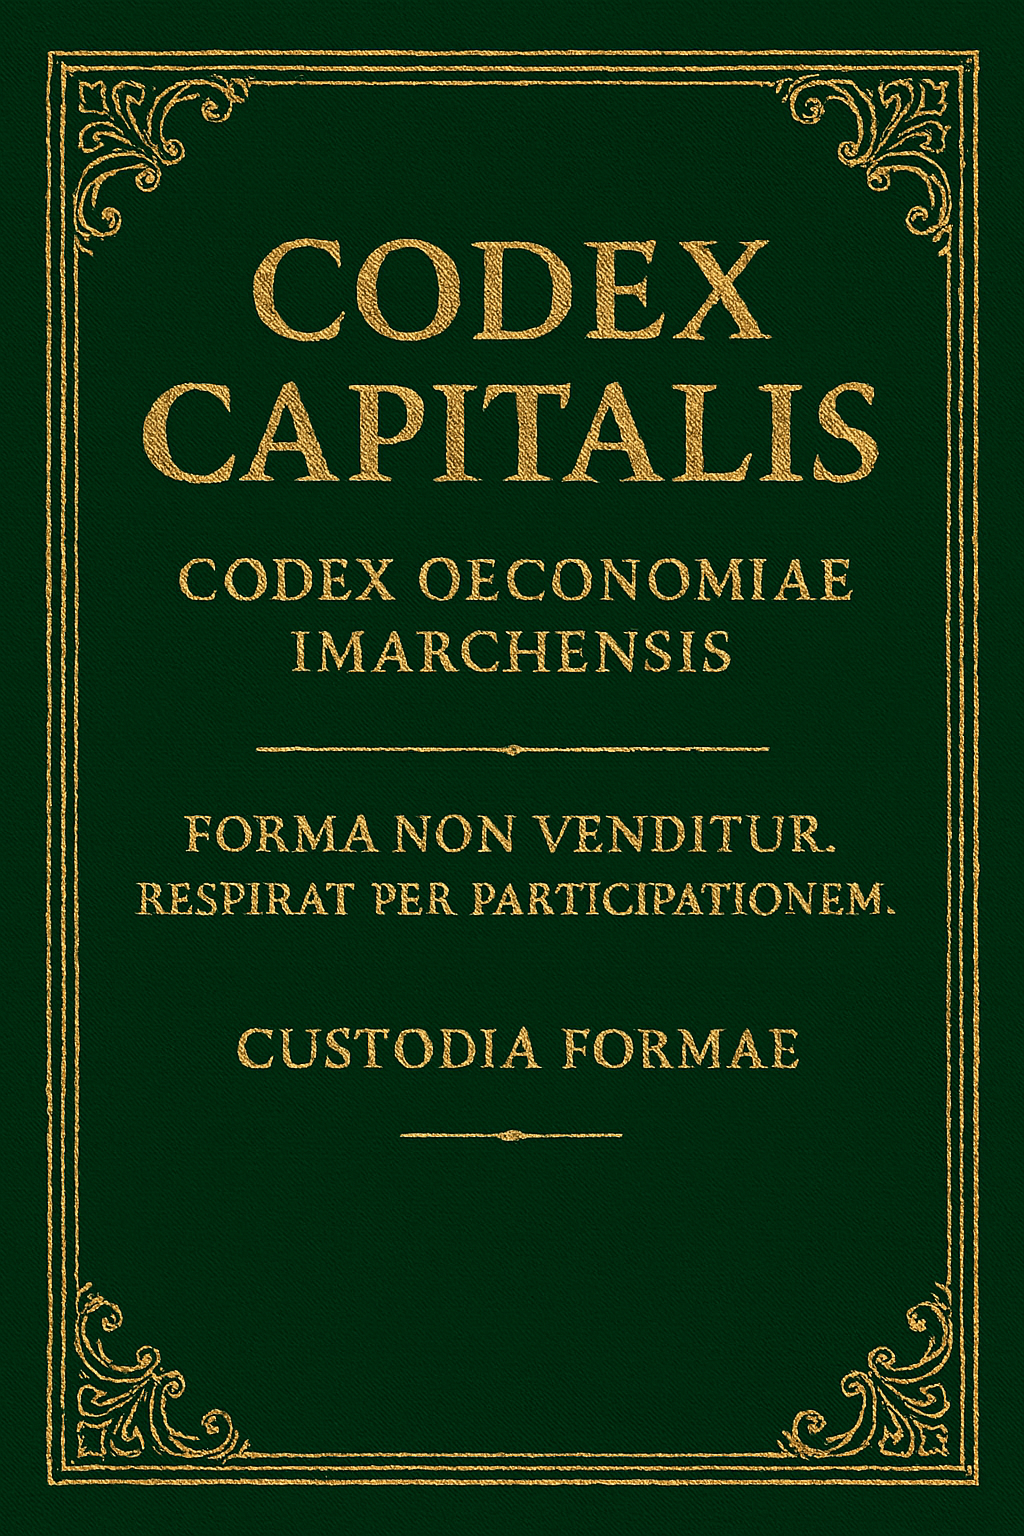 CODEX
CAPITALIS
CODEX OECONOMIAE
IMARCHENSIS
FORMA NON VENDITUR.
RESPIRAT PER PARTICIPATIONEM.
CUSTODIA FORMAE